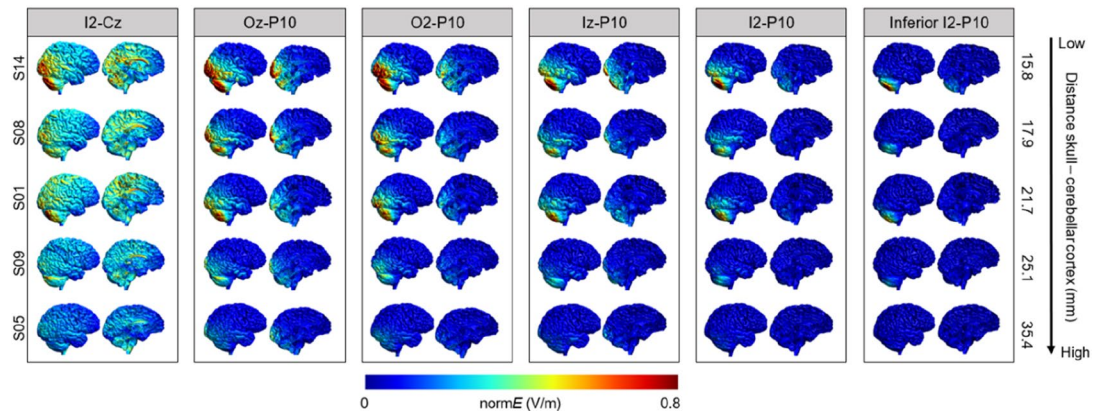 I2-Cz Oz-P10 O2-P10 Iz-P10 I2-P10 Inferior I2-P10
S14 15.8
S08 17.9
S01 21.7
S09 25.1
S05 35.4
Low
Distance skull – cerebellar cortex (mm)
High
0 normE (V/m) 0.8